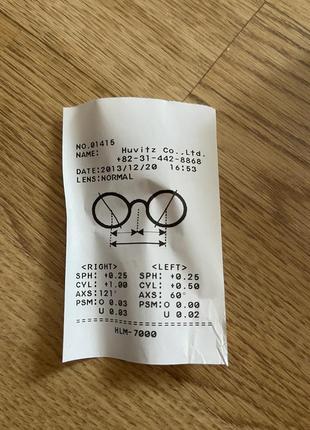 NO.01415
NAME: Huvitz Co.,Ltd.
+82-31-442-8868
DATE:2013/12/20 16:53
LENS:NORMAL
<RIGHT> <LEFT>
SPH: +0.25 SPH: +0.25
CYL: +1.00 CYL: +0.50
AXS:121° AXS: 60°
PSM:O 0.03 PSM:O 0.00
U 0.03 U 0.02
HLM-7000